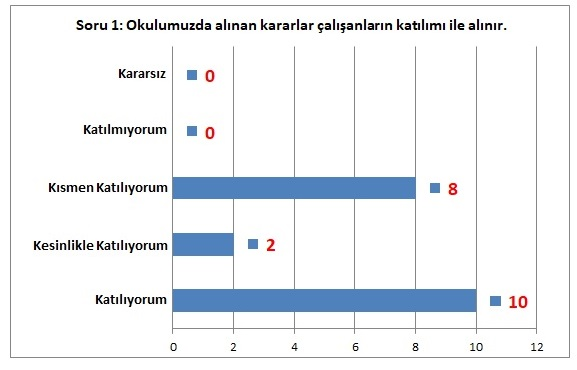 Soru 1: Okulumuzda alınan kararlar çalışanların katılımı ile alınır.
Kararsız 0
Katılmıyorum 0
Kısmen Katılıyorum 8
Kesinlikle Katılıyorum 2
Katılıyorum 10
0 2 4 6 8 10 12